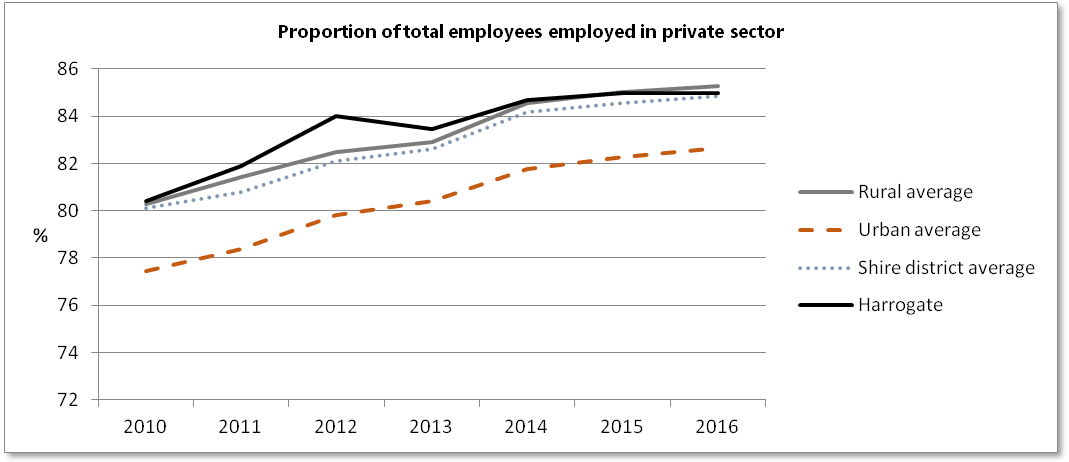 Proportion of total employees employed in private sector
86
84
82
80
78
76
74
72
%
2010 2011 2012 2013 2014 2015 2016
Rural average
Urban average
Shire district average
Harrogate